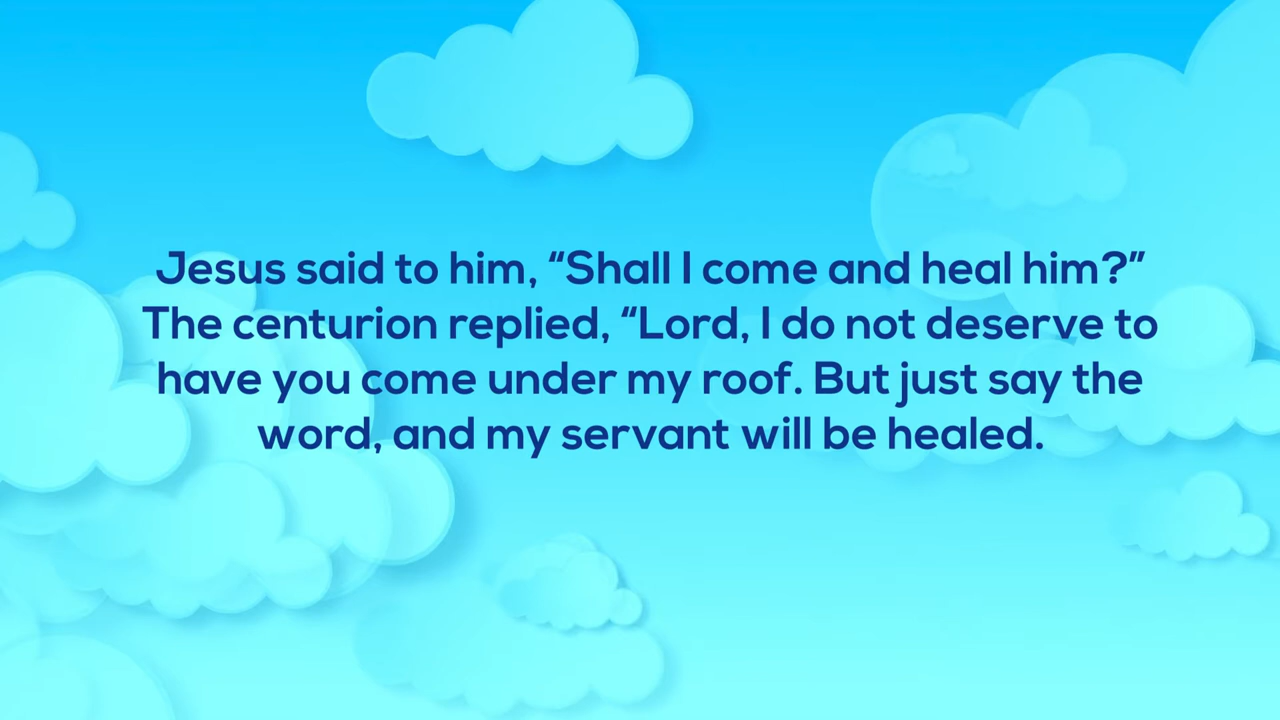 Jesus said to him, “Shall I come and heal him?”
The centurion replied, “Lord, I do not deserve to
have you come under my roof. But just say the
word, and my servant will be healed.